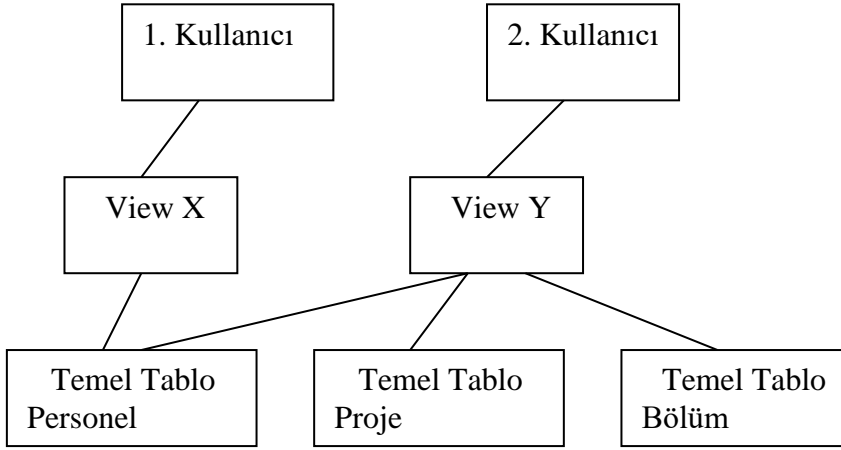 1. Kullanıcı
2. Kullanıcı
View X
View Y
Temel Tablo
Personel
Temel Tablo
Proje
Temel Tablo
Bölüm